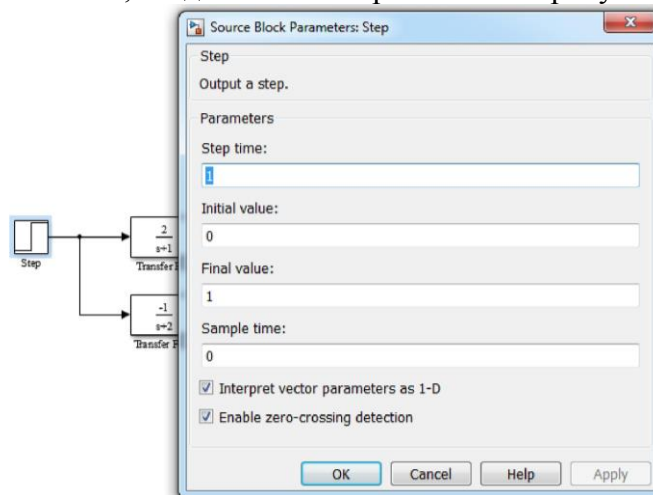 Source Block Parameters: Step
Step
Output a step.
Parameters
Step time:
1
Initial value:
0
Final value:
1
Sample time:
0
Interpret vector parameters as 1-D
Enable zero-crossing detection
OK Cancel Help Apply
Step
2
s+1
Transfer
-1
s+2
Transfer